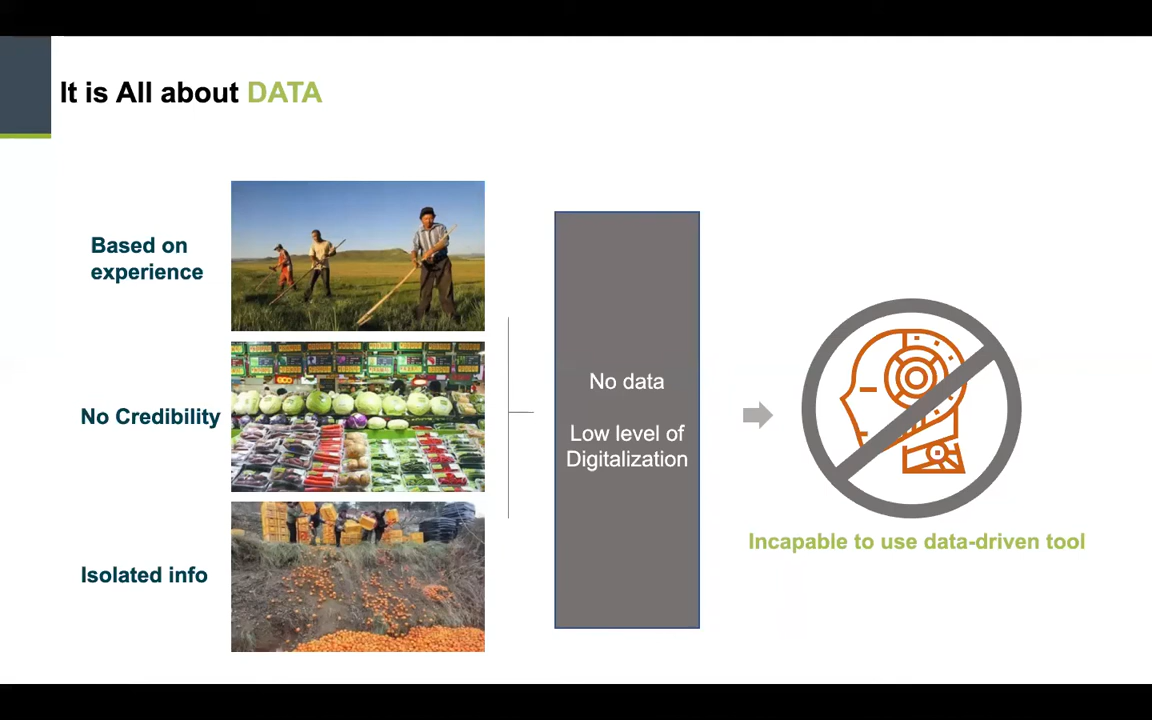 It is All about DATA
Based on
experience
No Credibility
Isolated info
No data
Low level of
Digitalization
Incapable to use data-driven tool